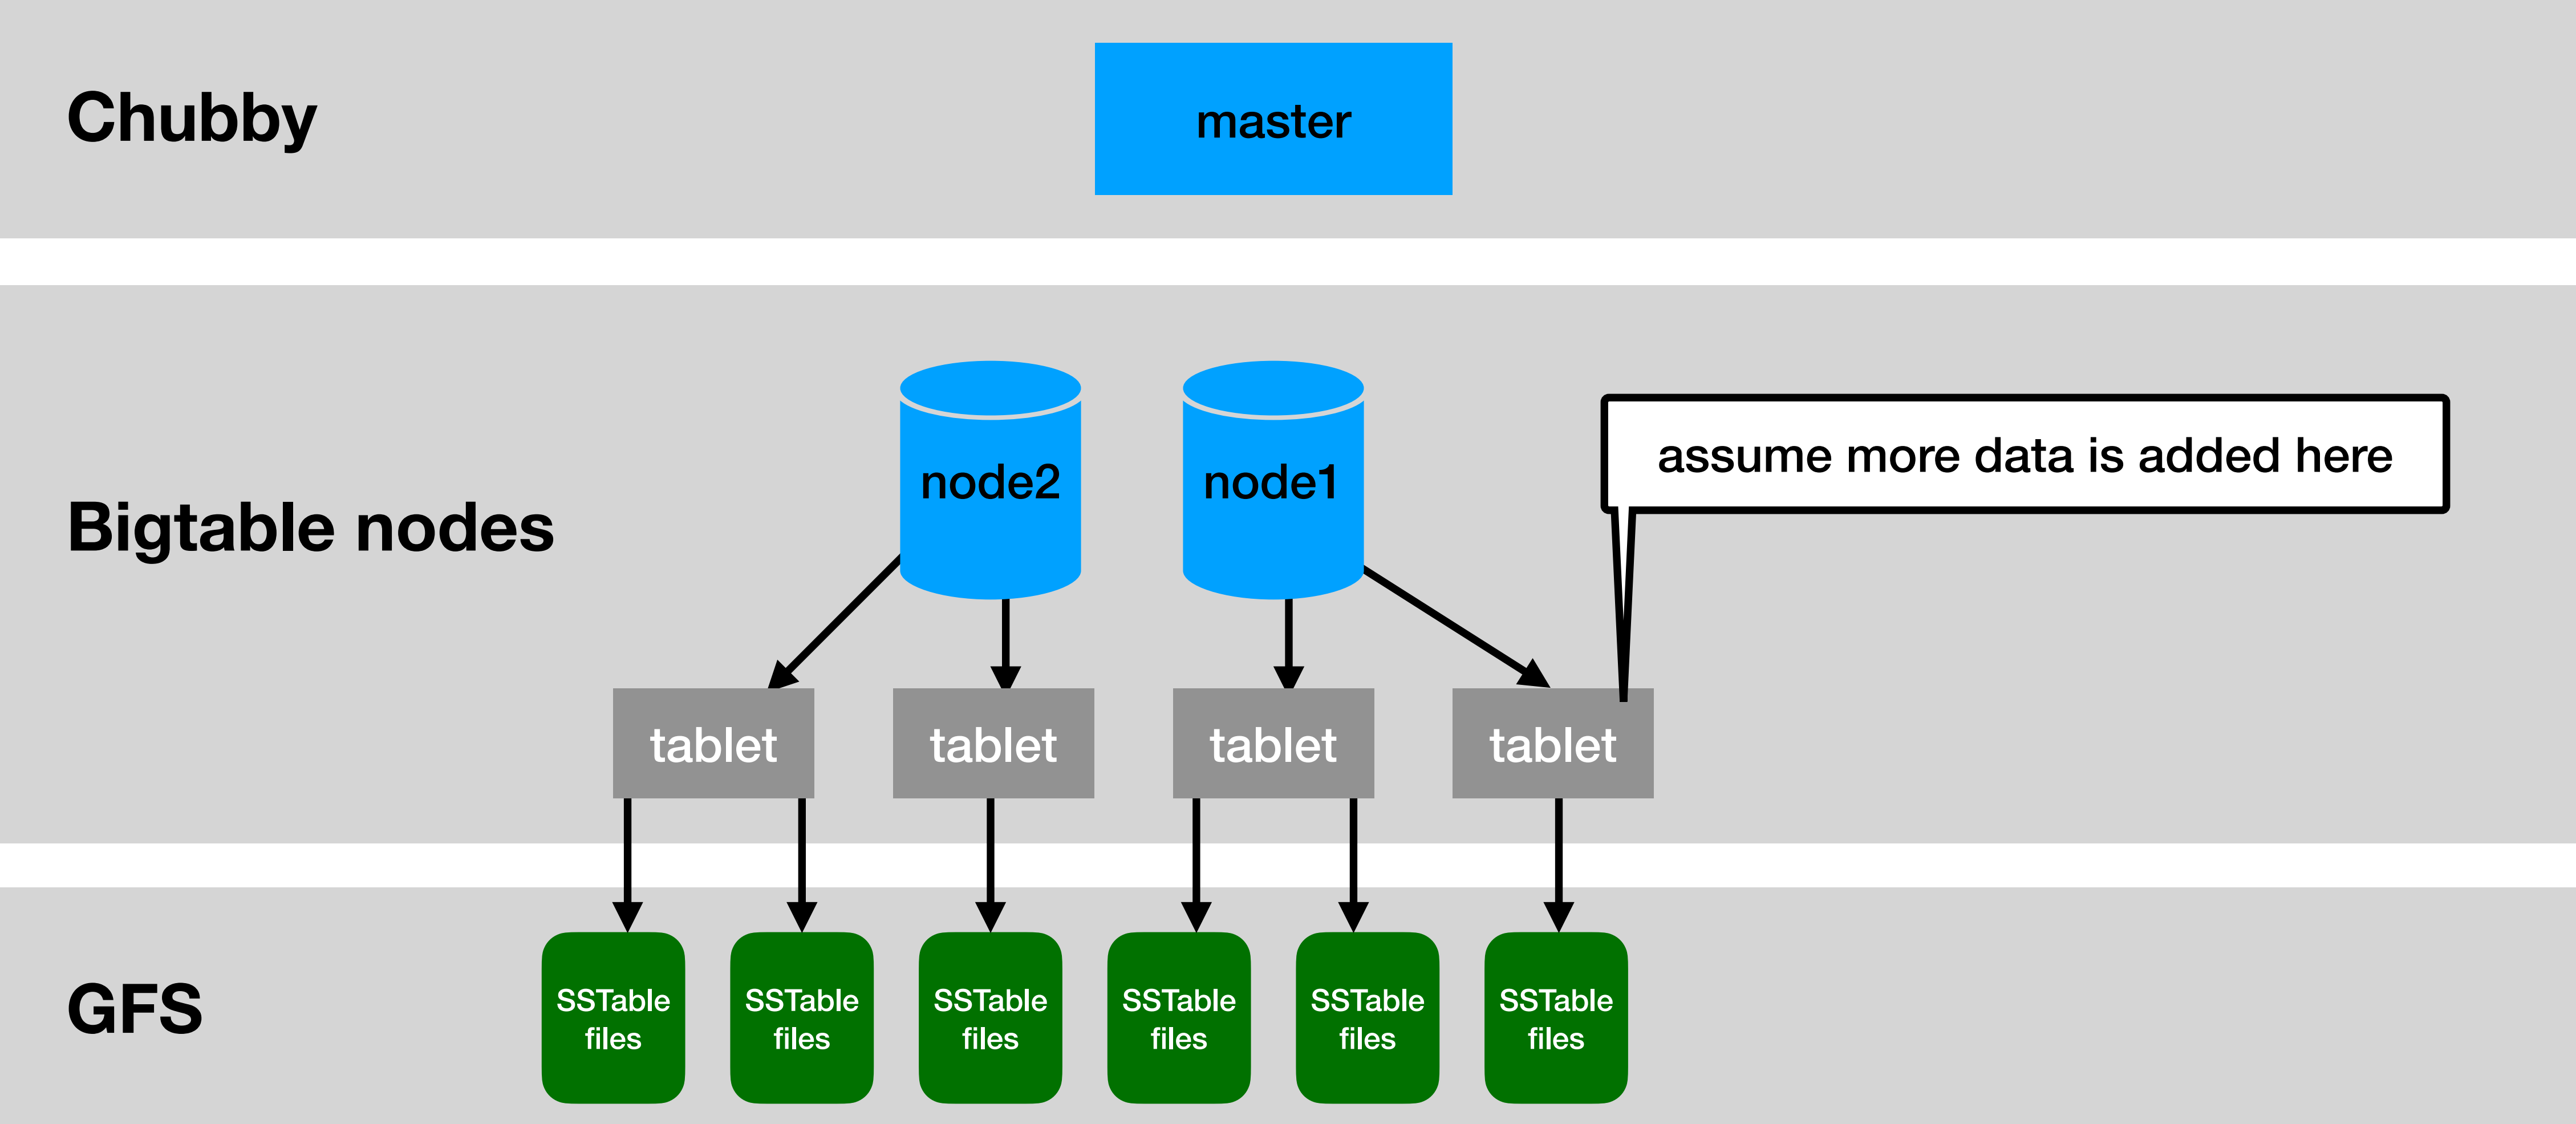 Chubby
master
Bigtable nodes
node2
node1
assume more data is added here
tablet
tablet
tablet
tablet
GFS
SSTable
files
SSTable
files
SSTable
files
SSTable
files
SSTable
files
SSTable
files